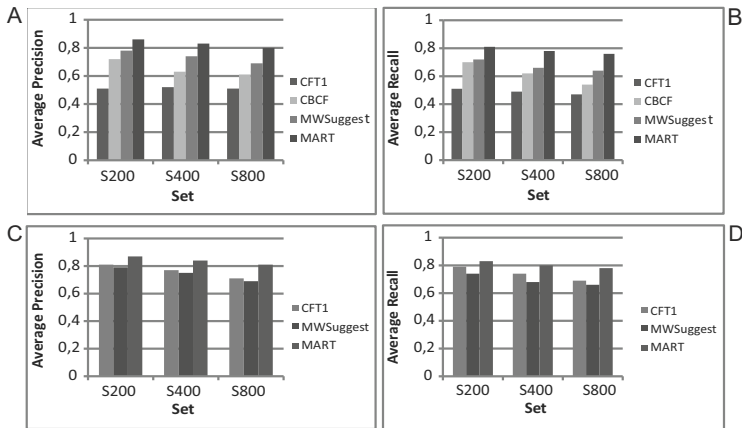 A
Average Precision
1
0,8
0,6
0,4
0,2
0
S200 S400 S800
Set
CFT1
CBCF
MWSuggest
MART
B
Average Recall
1
0,8
0,6
0,4
0,2
0
S200 S400 S800
Set
CFT1
CBCF
MWSuggest
MART
C
Average Precision
1
0,8
0,6
0,4
0,2
0
S200 S400 S800
Set
CFT1
MWSuggest
MART
D
Average Recall
1
0,8
0,6
0,4
0,2
0
S200 S400 S800
Set
CFT1
MWSuggest
MART